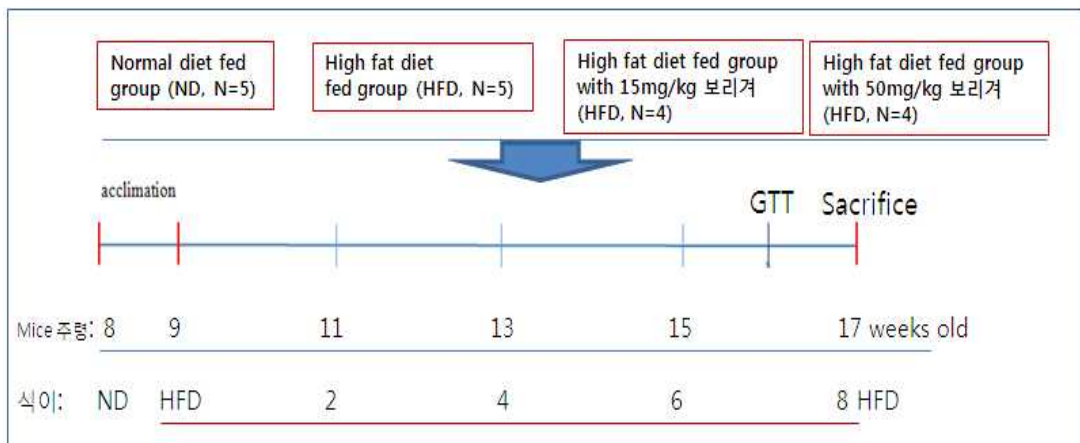 Normal diet fed
group (ND, N=5)
High fat diet
fed group (HFD, N=5)
High fat diet fed group
with 15mg/kg 보리겨
(HFD, N=4)
High fat diet fed group
with 50mg/kg 보리겨
(HFD, N=4)
acclimation
GTT Sacrifice
Mice 주령: 8 9 11 13 15 17 weeks old
식이: ND HFD 2 4 6 8 HFD